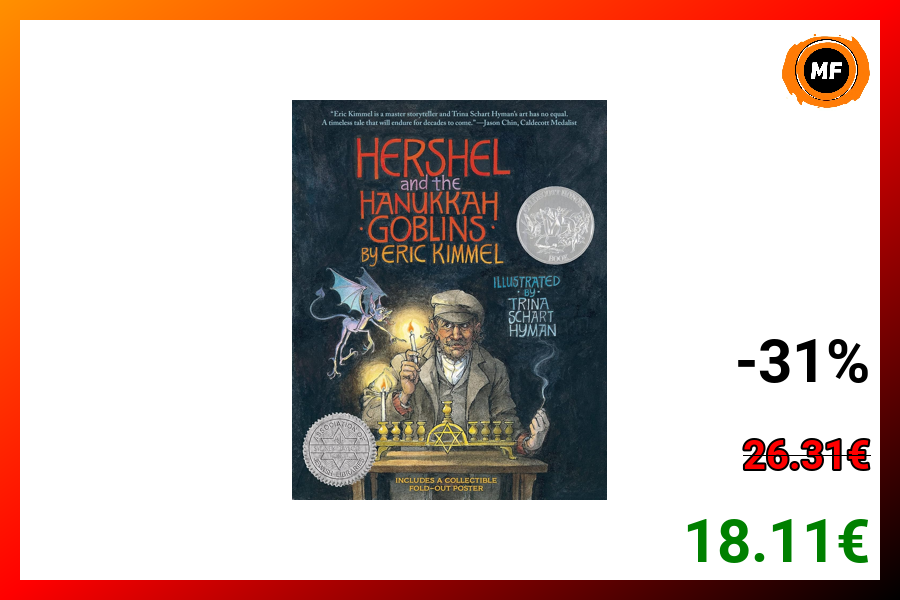 MF
"Eric Kimmel is a master storyteller and Trina Schart Hyman's art has no equal.
A timeless tale that will endure for decades to come."—Jason Chin, Caldecott Medalist
HERSHEL
and the
HANUKKAH
·GOBLINS·
BY ERIC KIMMEL
BOOK
ILLUSTRATED
·BY·
TRINA
SCHART
HYMAN
INCLUDES A COLLECTIBLE
FOLD-OUT POSTER
-31%
26.31€
18.11€